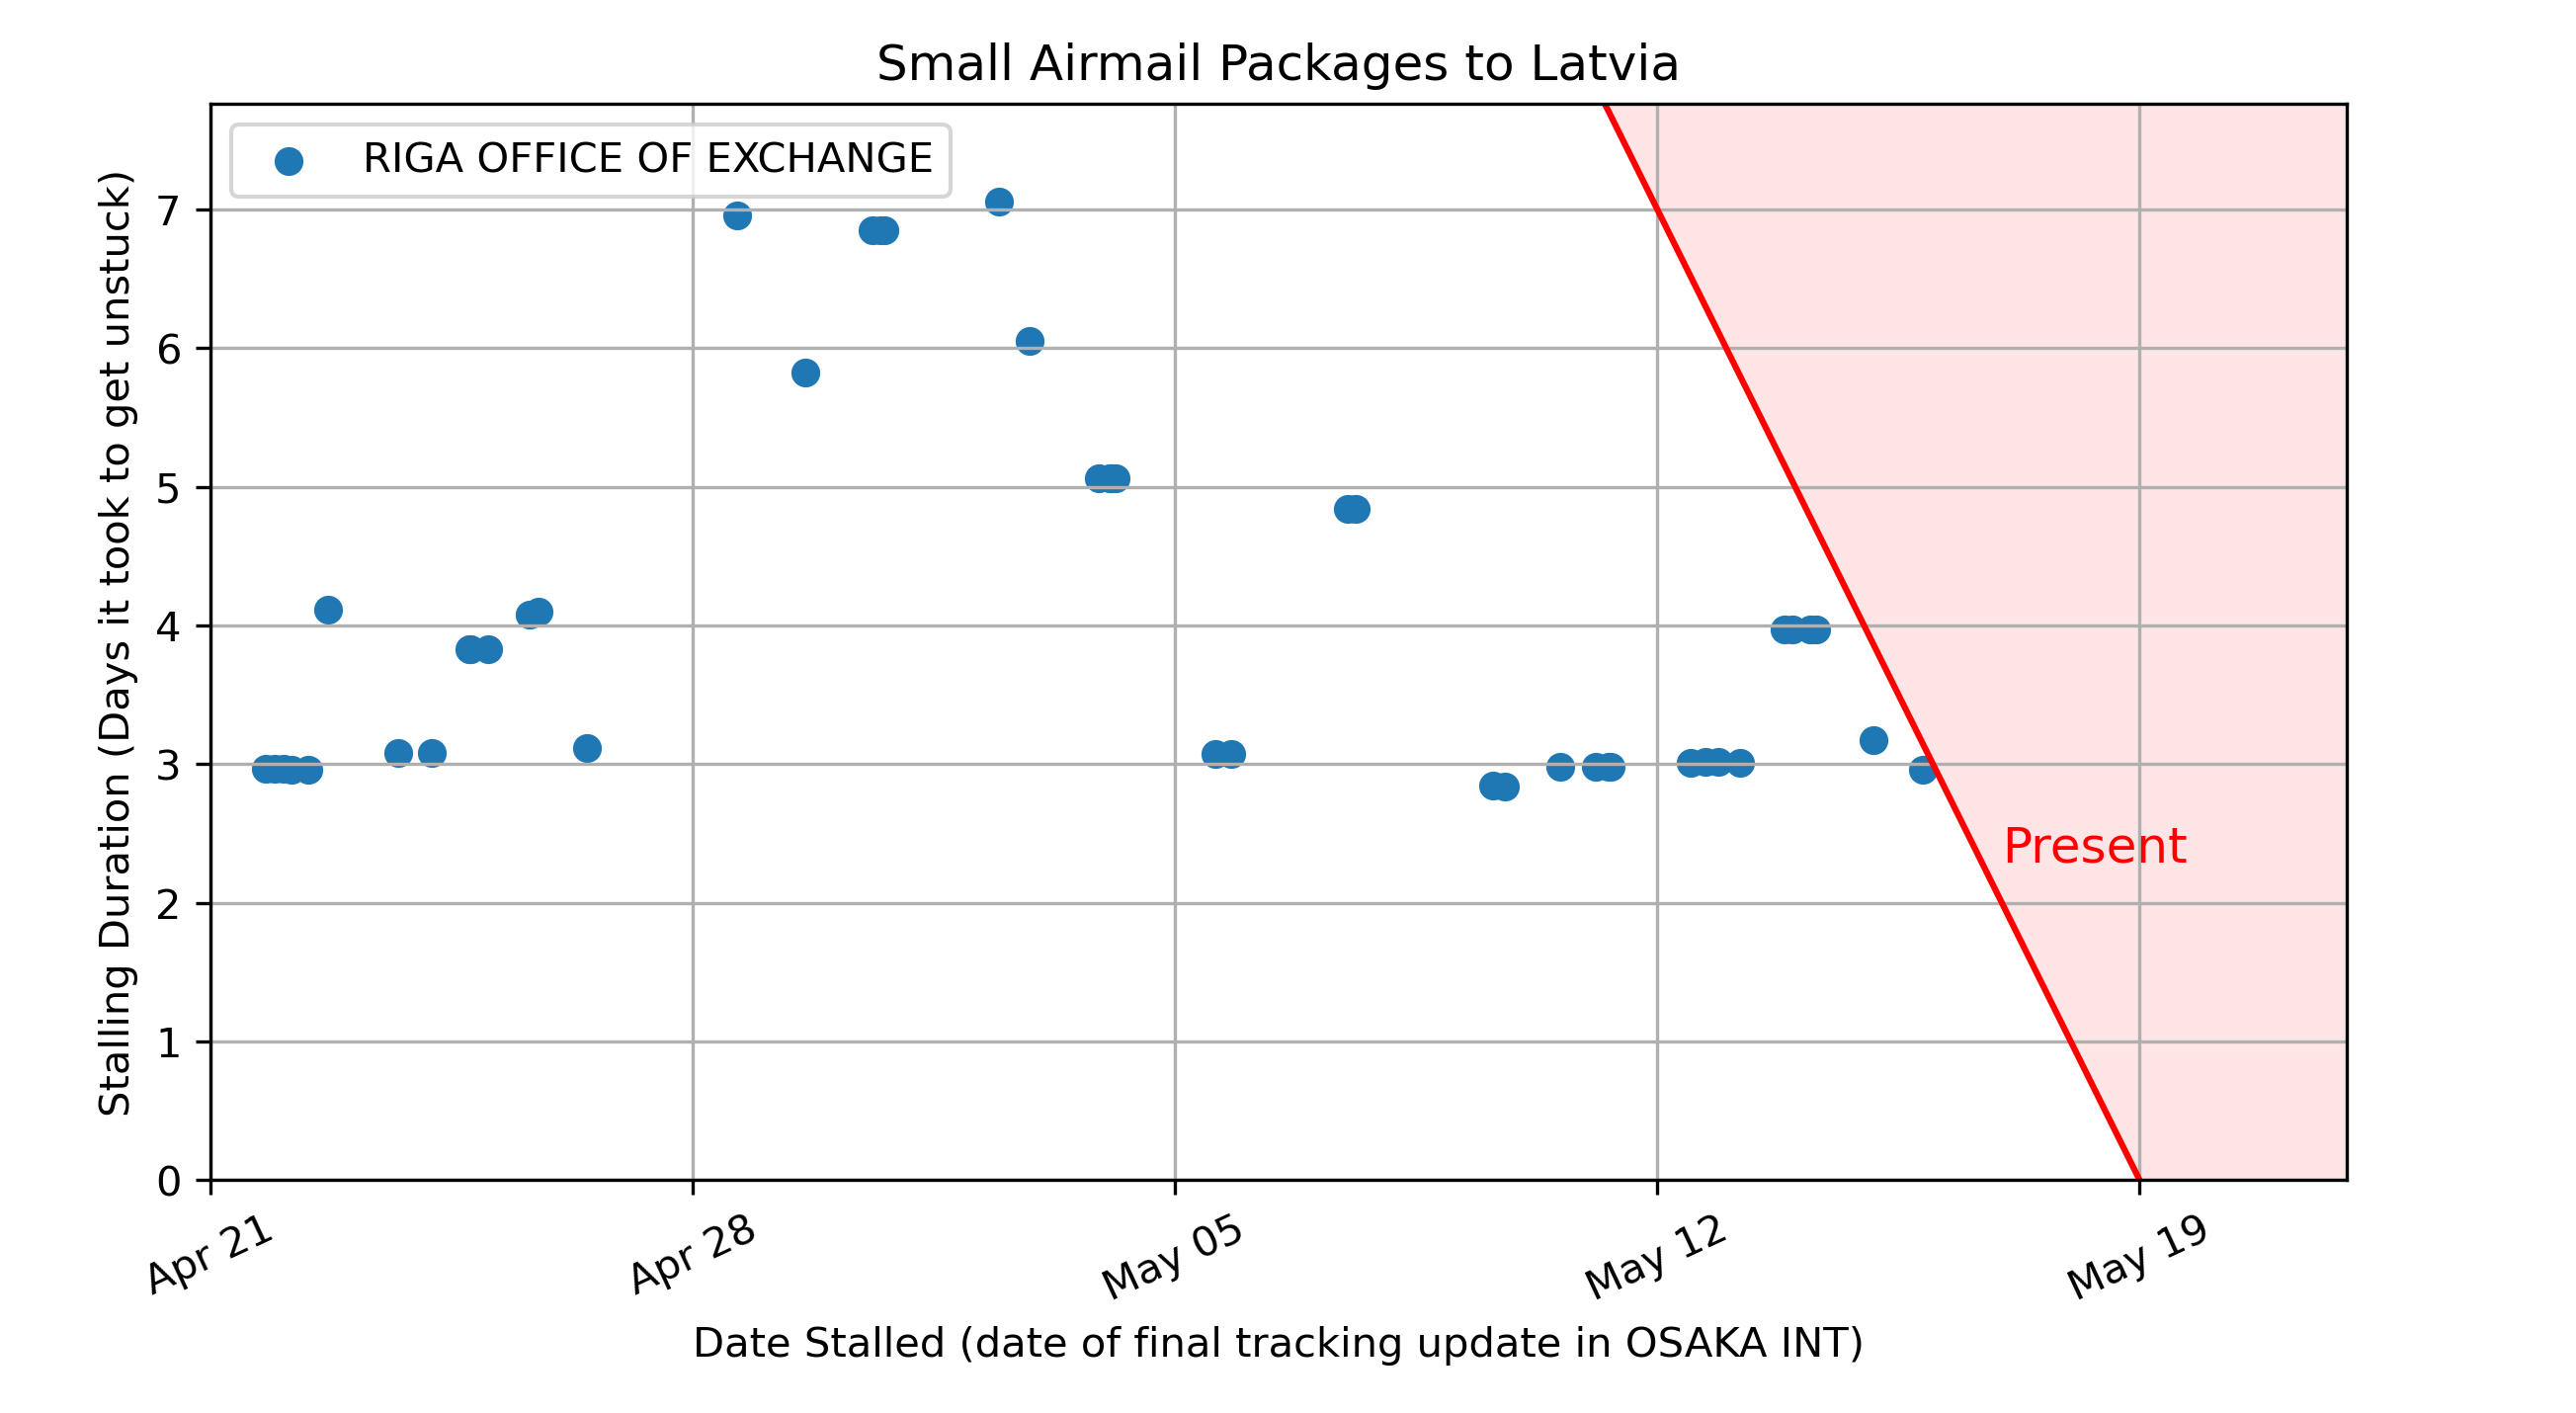 Small Airmail Packages to Latvia
RIGA OFFICE OF EXCHANGE
Stalling Duration (Days it took to get unstuck)
7
6
5
4
3
2
1
0
Present
Apr 21
Apr 28
May 05
May 12
May 19
Date Stalled (date of final tracking update in OSAKA INT)